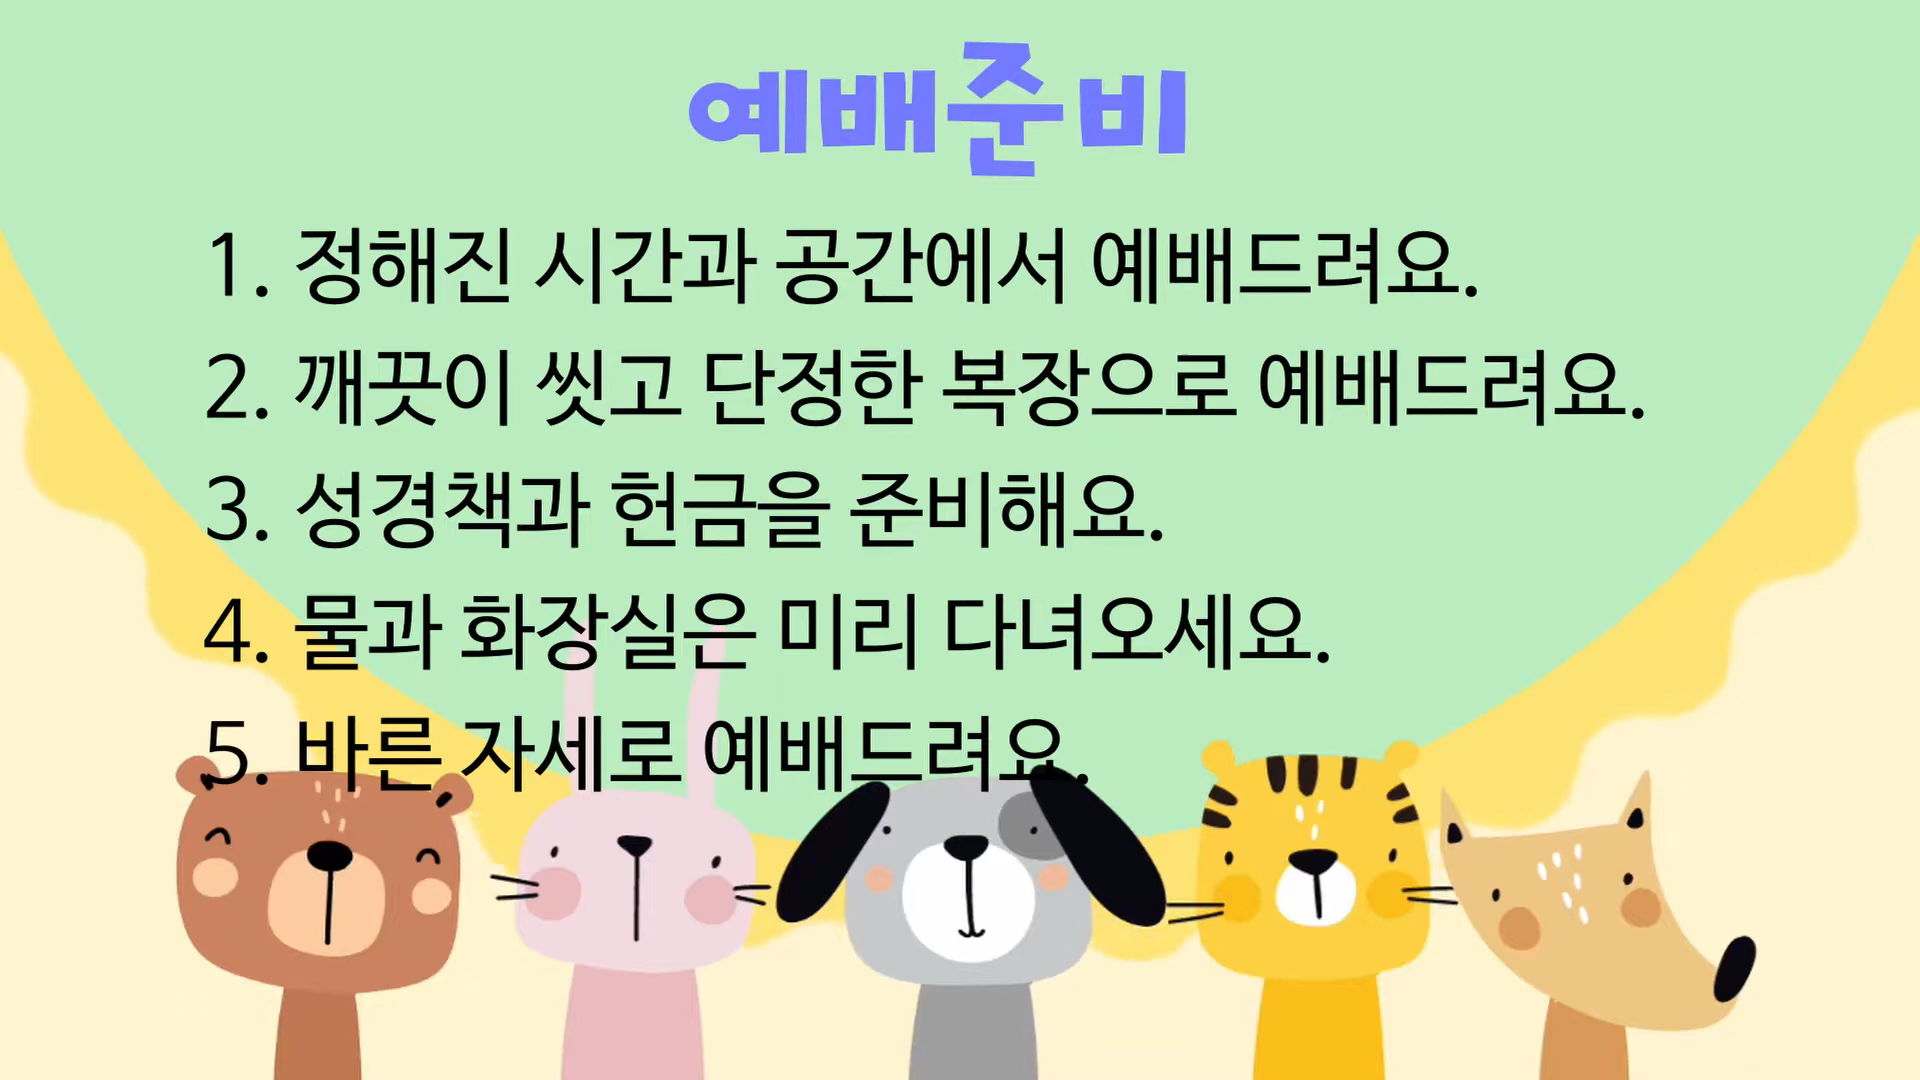 예배준비
1. 정해진 시간과 공간에서 예배드려요.
2. 깨끗이 씻고 단정한 복장으로 예배드려요.
3. 성경책과 헌금을 준비해요.
4. 물과 화장실은 미리 다녀오세요.
5. 바른 자세로 예배드려요.